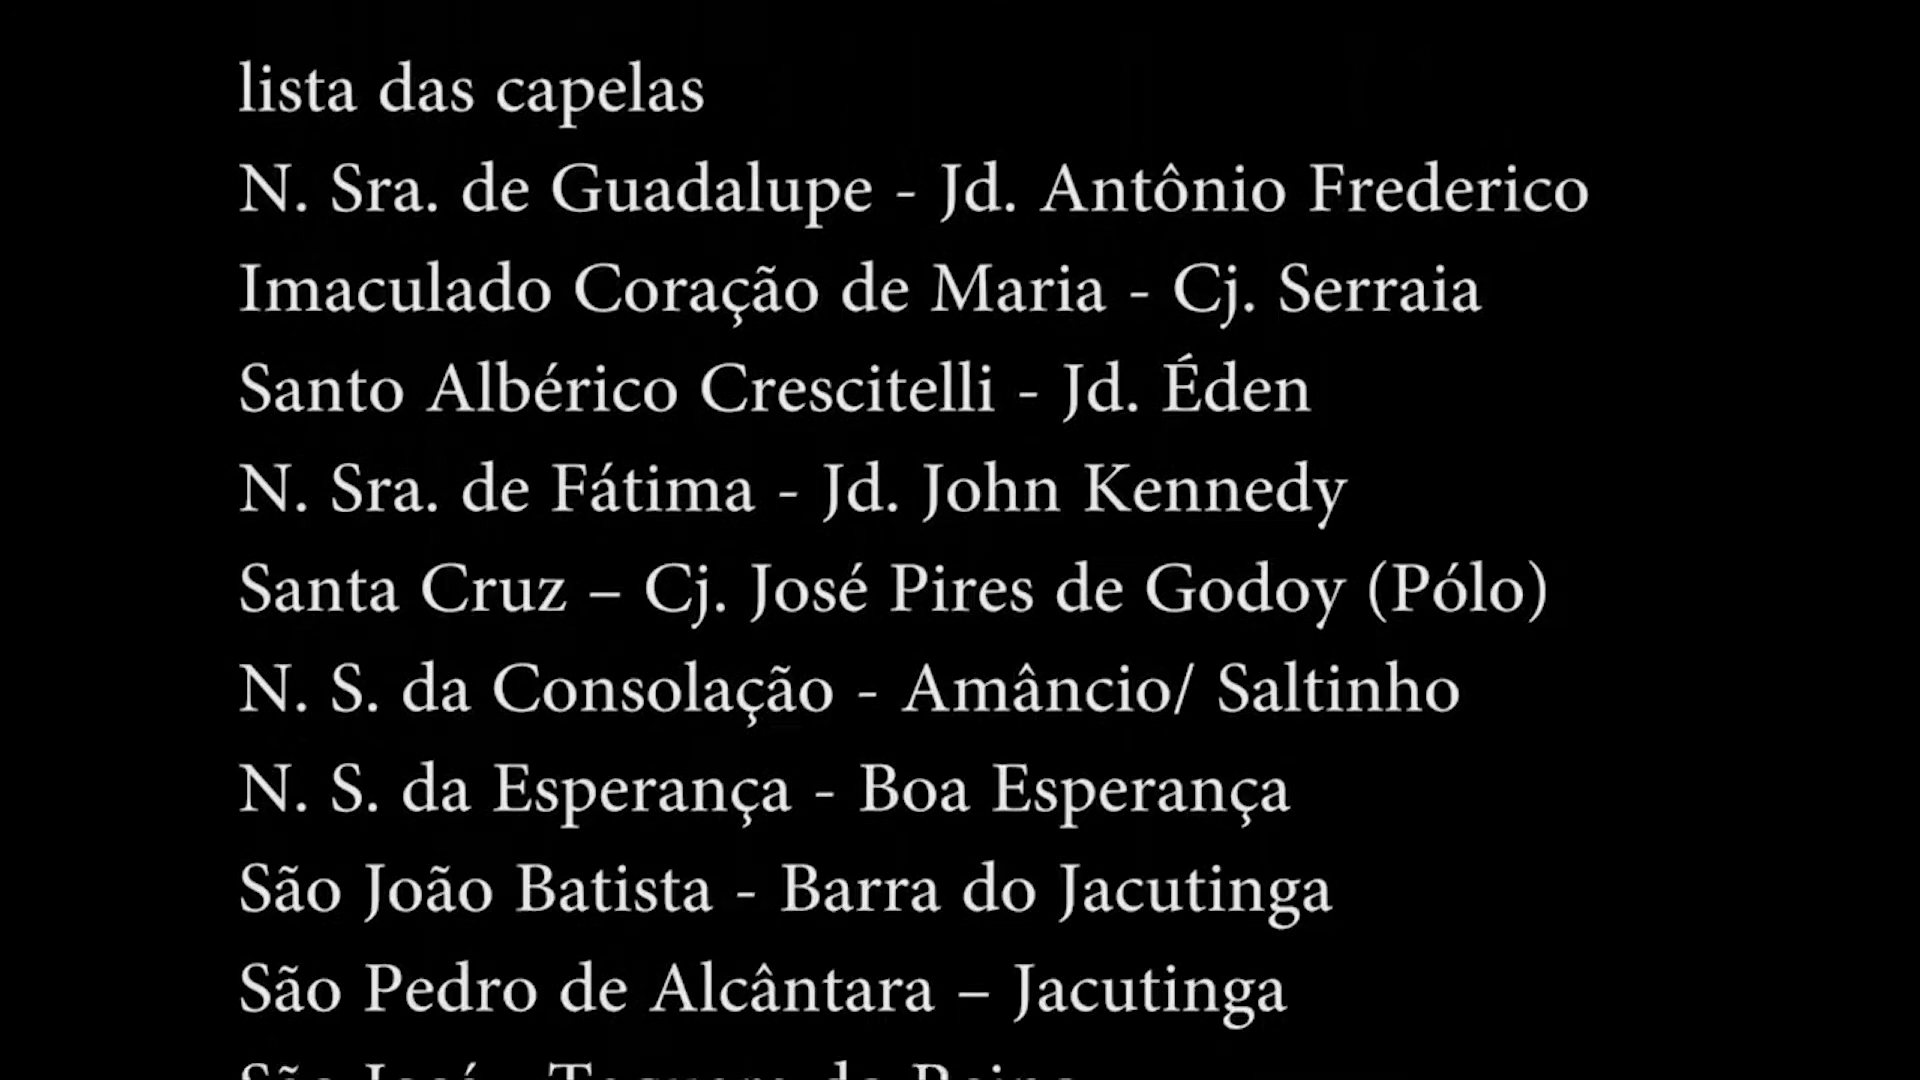 lista das capelas
N. Sra. de Guadalupe - Jd. Antônio Frederico
Imaculado Coração de Maria - Cj. Serraia
Santo Albérico Crescitelli - Jd. Éden
N. Sra. de Fátima - Jd. John Kennedy
Santa Cruz – Cj. José Pires de Godoy (Pólo)
N. S. da Consolação - Amâncio/ Saltinho
N. S. da Esperança - Boa Esperança
São João Batista - Barra do Jacutinga
São Pedro de Alcântara – Jacutinga
São José -